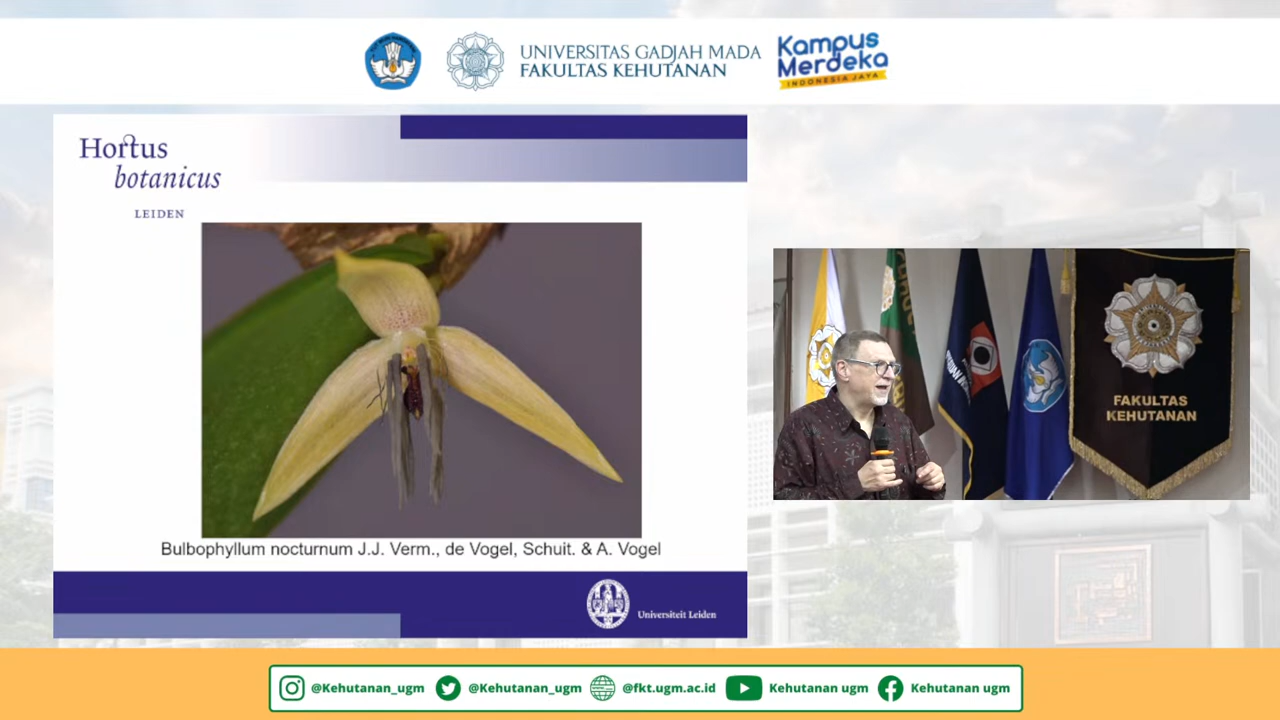 UNIVERSITAS GADJAH MADA
FAKULTAS KEHUTANAN
Kampus
Merdeka
INDONESIA JAYA
Hortus
botanicus
LEIDEN
Bulbophyllum nocturnum J.J. Verm., de Vogel, Schuit. & A. Vogel
Universiteit Leiden
FAKULTAS
KEHUTANAN
@Kehutanan_ugm
@Kehutanan_ugm
@fkt.ugm.ac.id
Kehutanan ugm
Kehutanan ugm